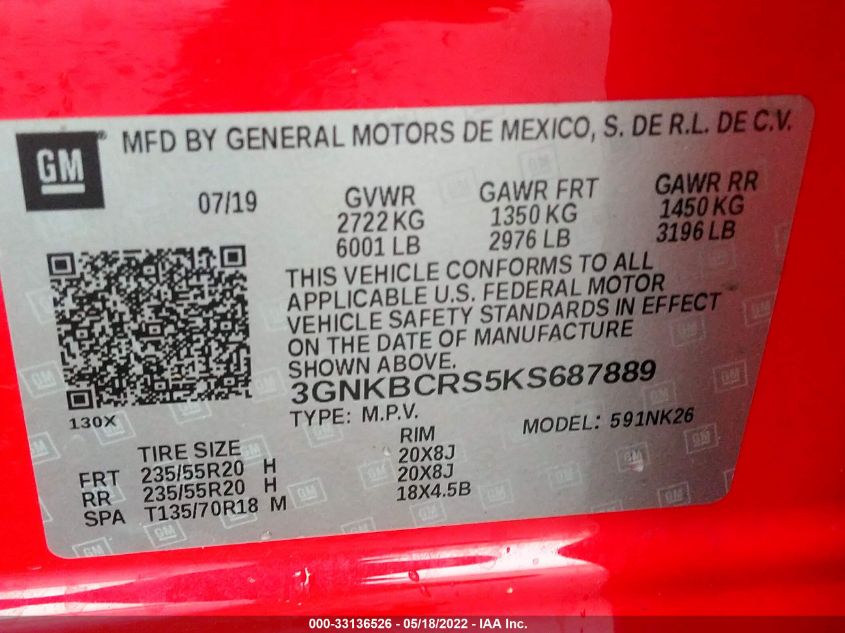 GM
MFD BY GENERAL MOTORS DE MEXICO, S. DE R.L. DE C.V.
07/19 GVWR GAWR FRT GAWR RR
2722 KG 1350 KG 1450 KG
6001 LB 2976 LB 3196 LB
THIS VEHICLE CONFORMS TO ALL
APPLICABLE U.S. FEDERAL MOTOR
VEHICLE SAFETY STANDARDS IN EFFECT
ON THE DATE OF MANUFACTURE
SHOWN ABOVE.
3GNKBCRS5KS687889
130X TYPE: M.P.V. MODEL: 591NK26
TIRE SIZE RIM
FRT 235/55R20 H 20X8J
RR 235/55R20 H 20X8J
SPA T135/70R18 M 18X4.5B
000-33136526 - 05/18/2022 - IAA Inc.